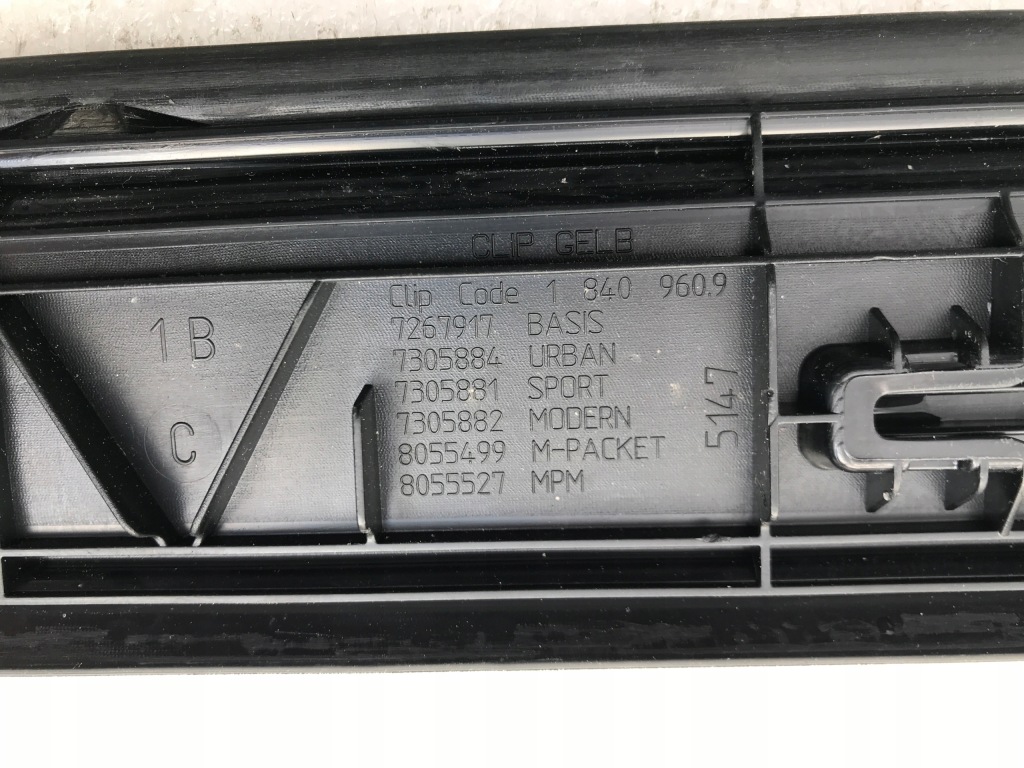 CLIP GELB
Clip Code 1 840 960.9
7267917 BASIS
7305884 URBAN
7305881 SPORT
7305882 MODERN
8055499 M-PACKET
8055527 MPM
1B
C
5147